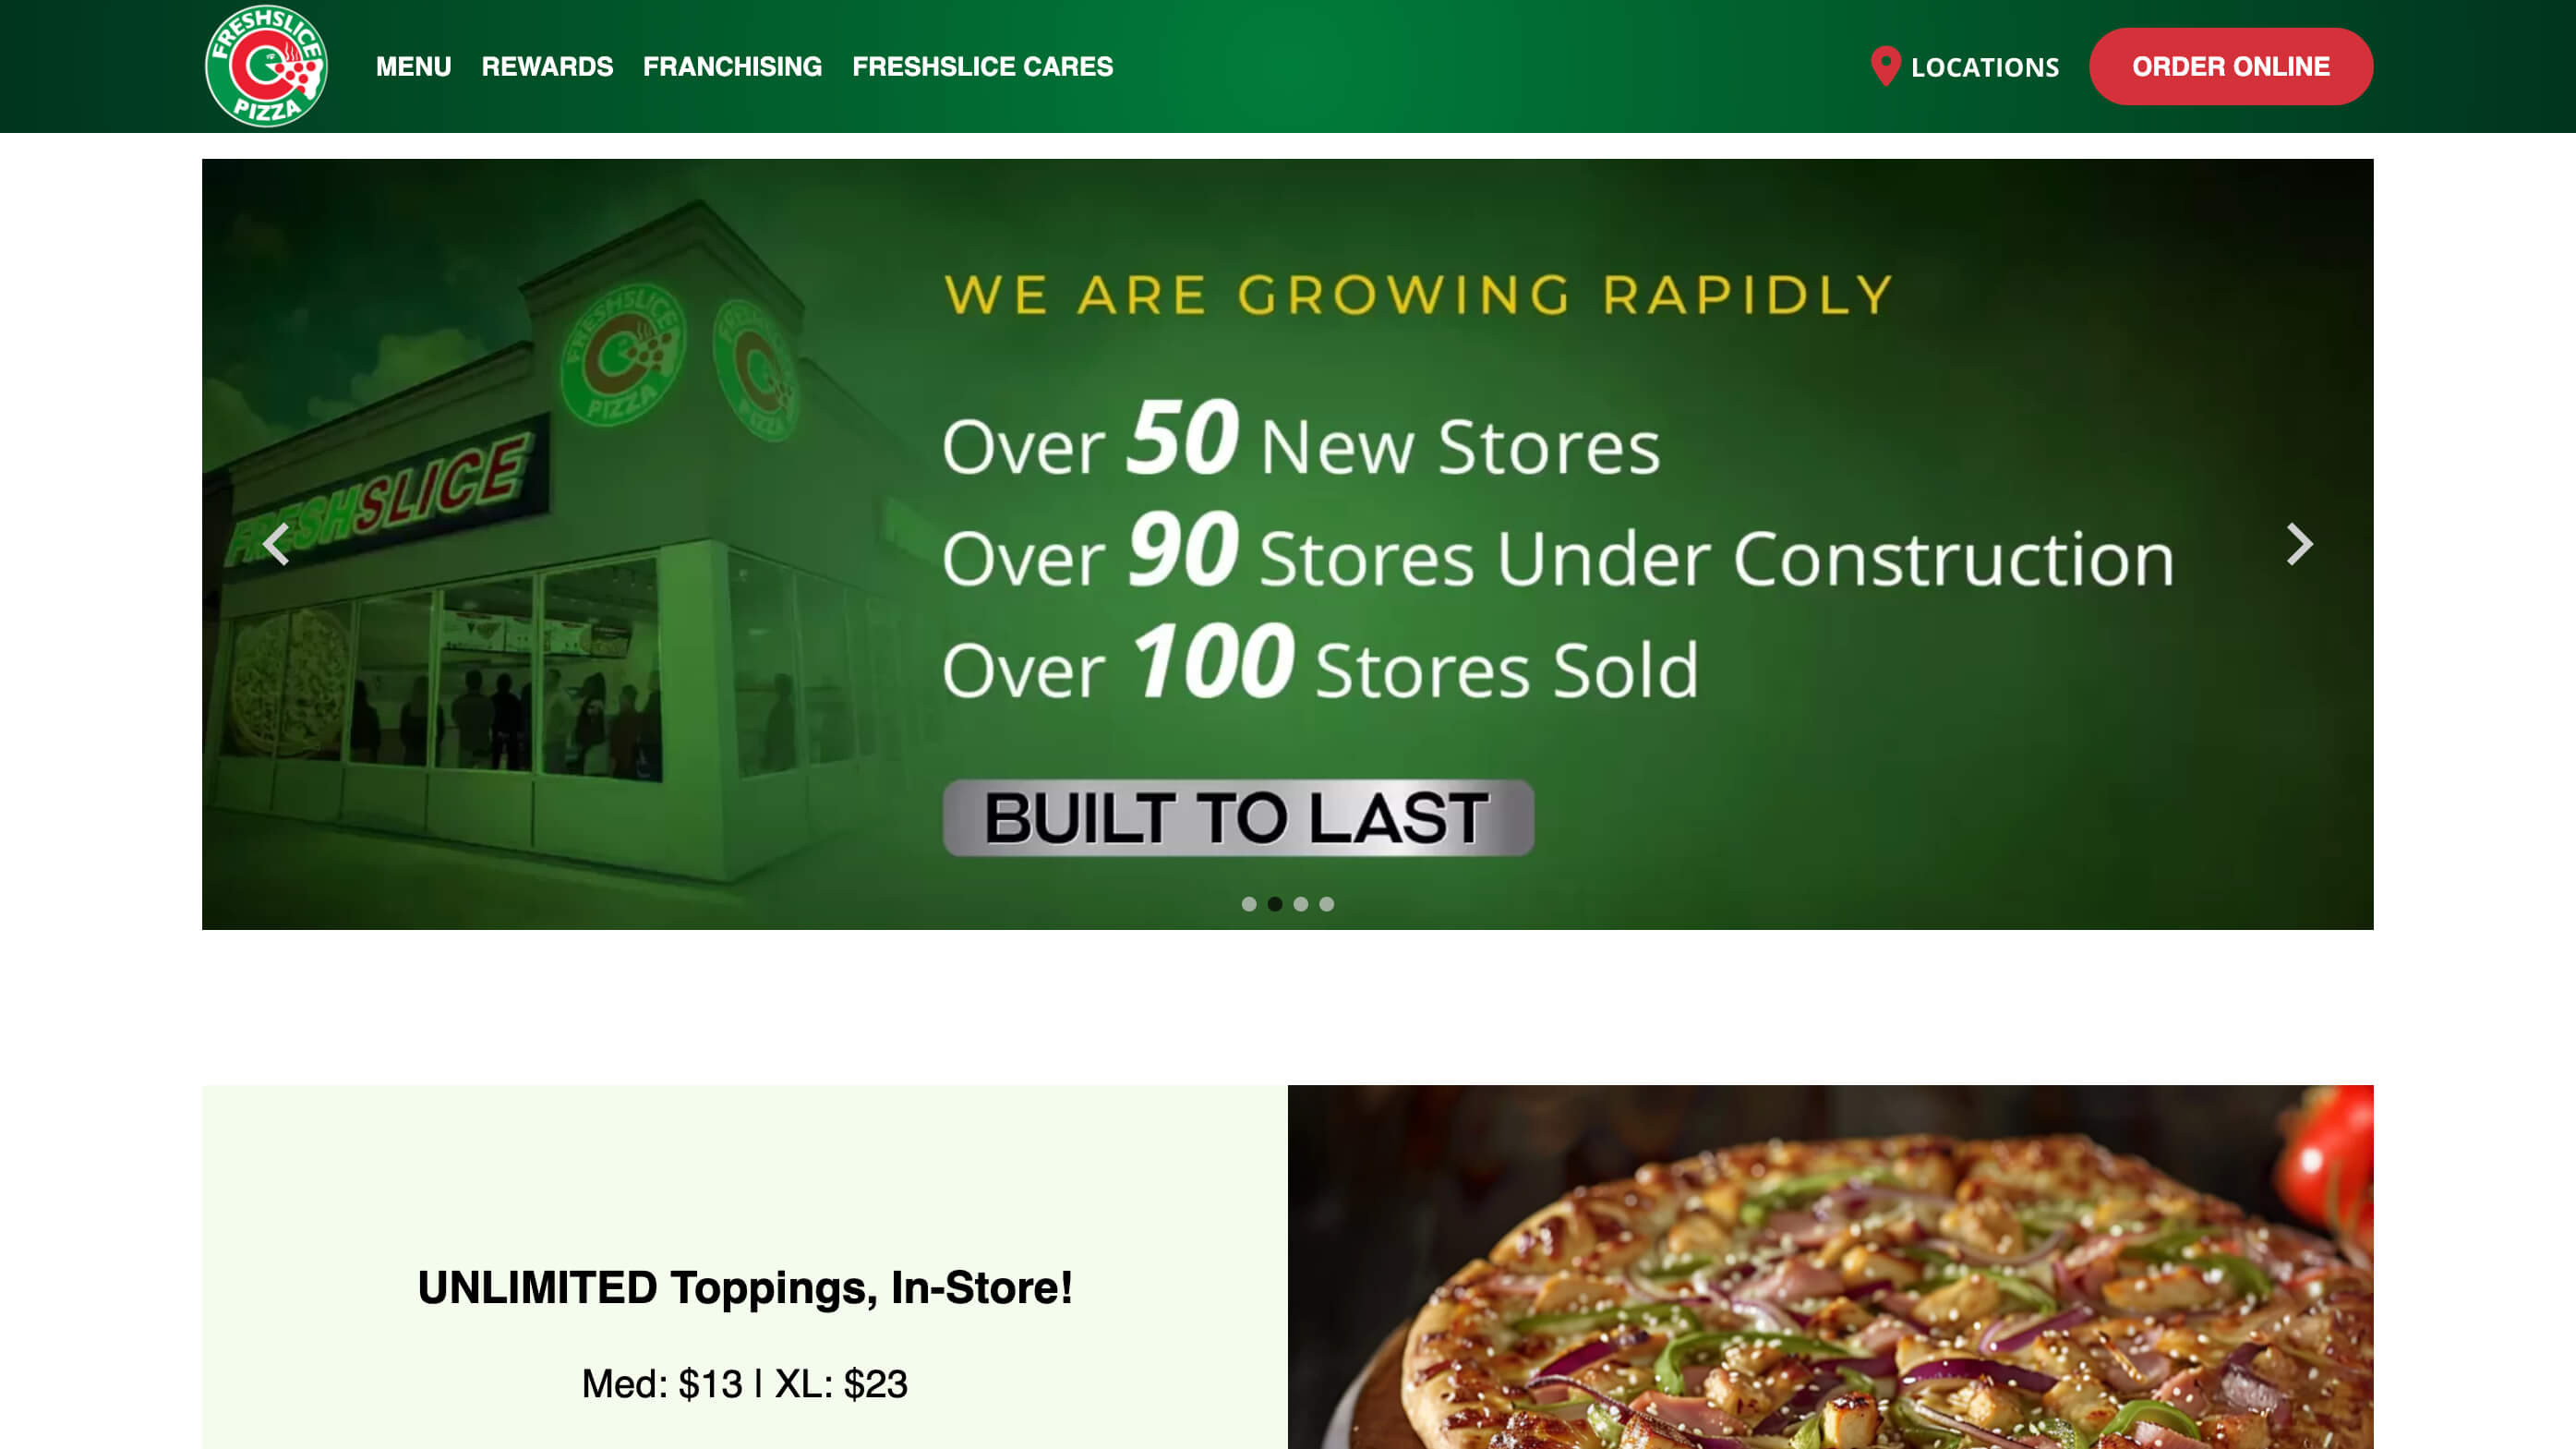 FRESHSLICE
PIZZA
MENU
REWARDS
FRANCHISING
FRESHSLICE CARES
LOCATIONS
ORDER ONLINE
FRESHSLICE
PIZZA
FRESHSLICE
PIZZA
FRESHSLICE
WE ARE GROWING RAPIDLY
Over 50 New Stores
Over 90 Stores Under Construction
Over 100 Stores Sold
BUILT TO LAST
UNLIMITED Toppings, In-Store!
Med: $13 | XL: $23